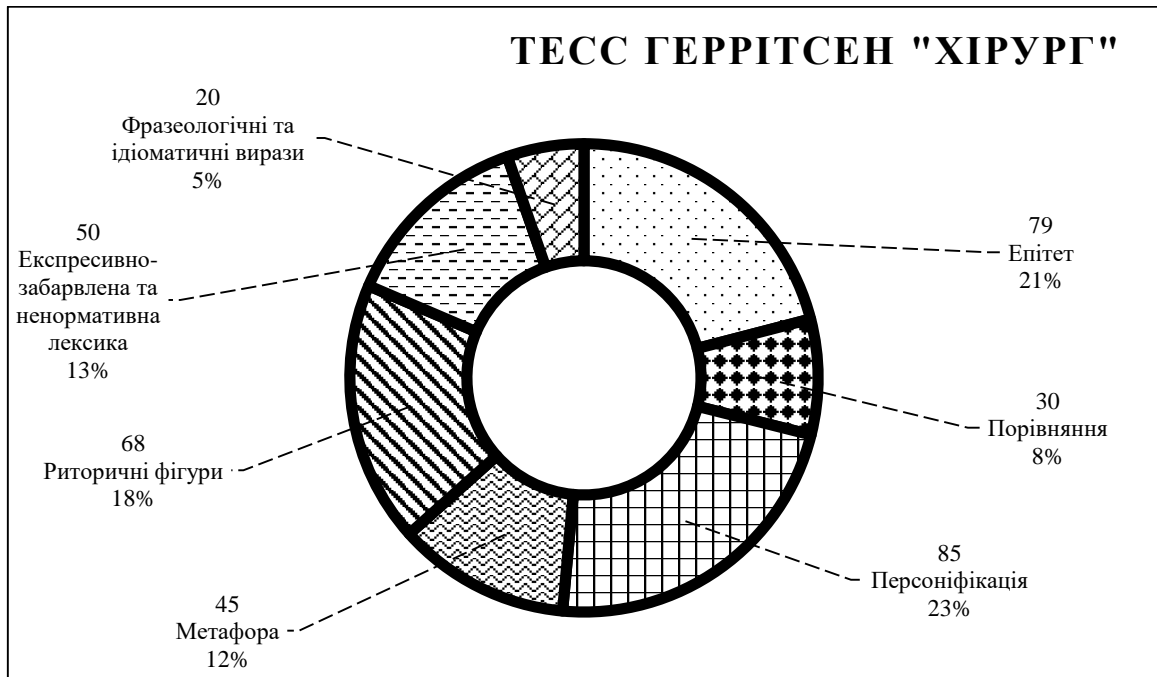 ТЕСС ГЕРРІТСЕН "ХІРУРГ"
20
Фразеологічні та
ідіоматичні вирази
5%
79
Епітет
21%
50
Експресивно-
забарвлена та
ненормативна
лексика
13%
30
Порівняння
8%
68
Риторичні фігури
18%
85
Персоніфікація
23%
45
Метафора
12%